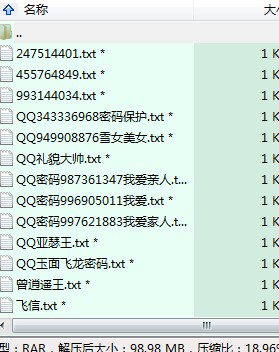 名称
大小
..
247514401.txt *
1 K
455764849.txt *
1 K
993144034.txt *
1 K
QQ343336968密码保护.txt *
1 K
QQ949908876雪女美女.txt *
1 K
QQ礼貌大帅.txt *
1 K
QQ密码987361347我爱亲人.t...
1 K
QQ密码996905011我爱.txt *
1 K
QQ密码997621883我爱家人.t...
1 K
QQ亚瑟王.txt *
1 K
QQ玉面飞龙密码.txt *
1 K
曾逍遥王.txt *
1 K
飞信.txt *
1 K
型：RAR，解压后大小：98.98 MB，压缩比：18.96%